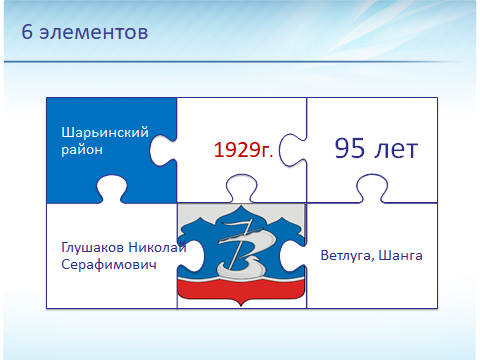 6 элементов
Шарьинский
район
1929г.
95 лет
Глушаков Николай
Серафимович
Ветлуга, Шанга